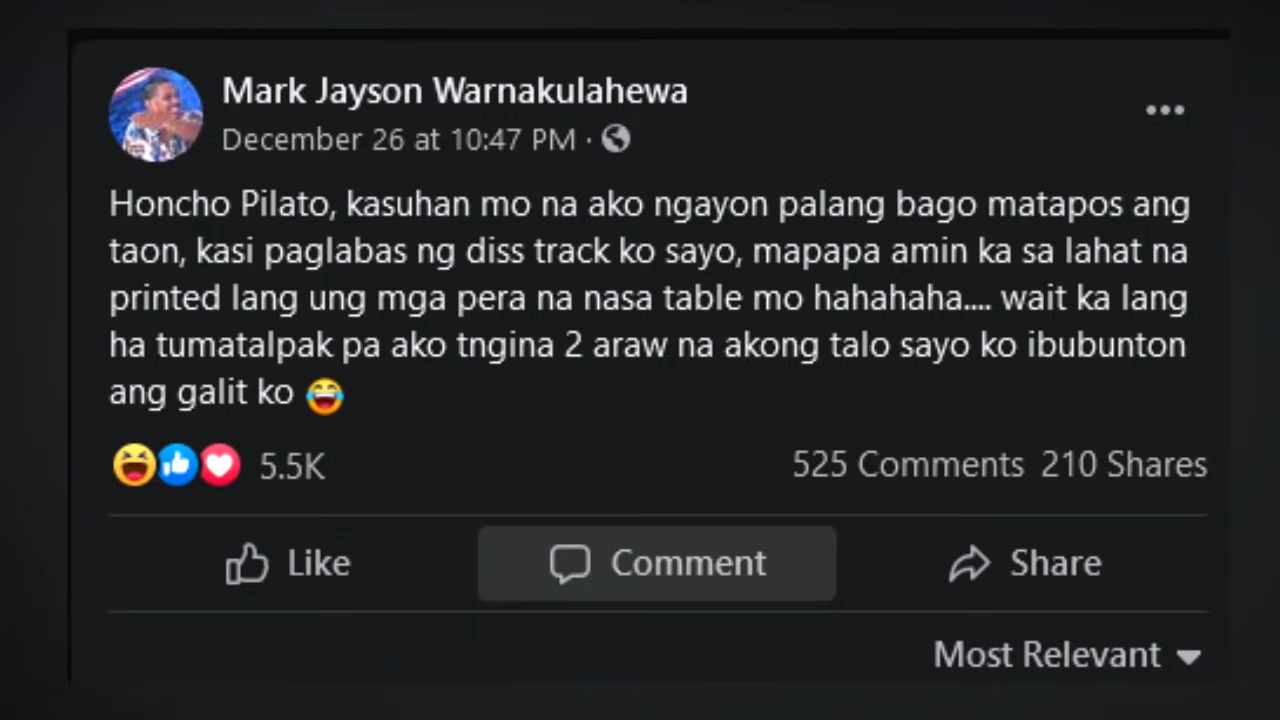 Mark Jayson Warnakulahewa
December 26 at 10:47 PM ·
Honcho Pilato, kasuhan mo na ako ngayon palang bago matapos ang
taon, kasi paglabas ng diss track ko sayo, mapapa amin ka sa lahat na
printed lang ung mga pera na nasa table mo hahahaha.... wait ka lang
ha tumatalpak pa ako tngina 2 araw na akong talo sayo ko ibubunton
ang galit ko 😂
5.5K
525 Comments 210 Shares
Like Comment Share
Most Relevant